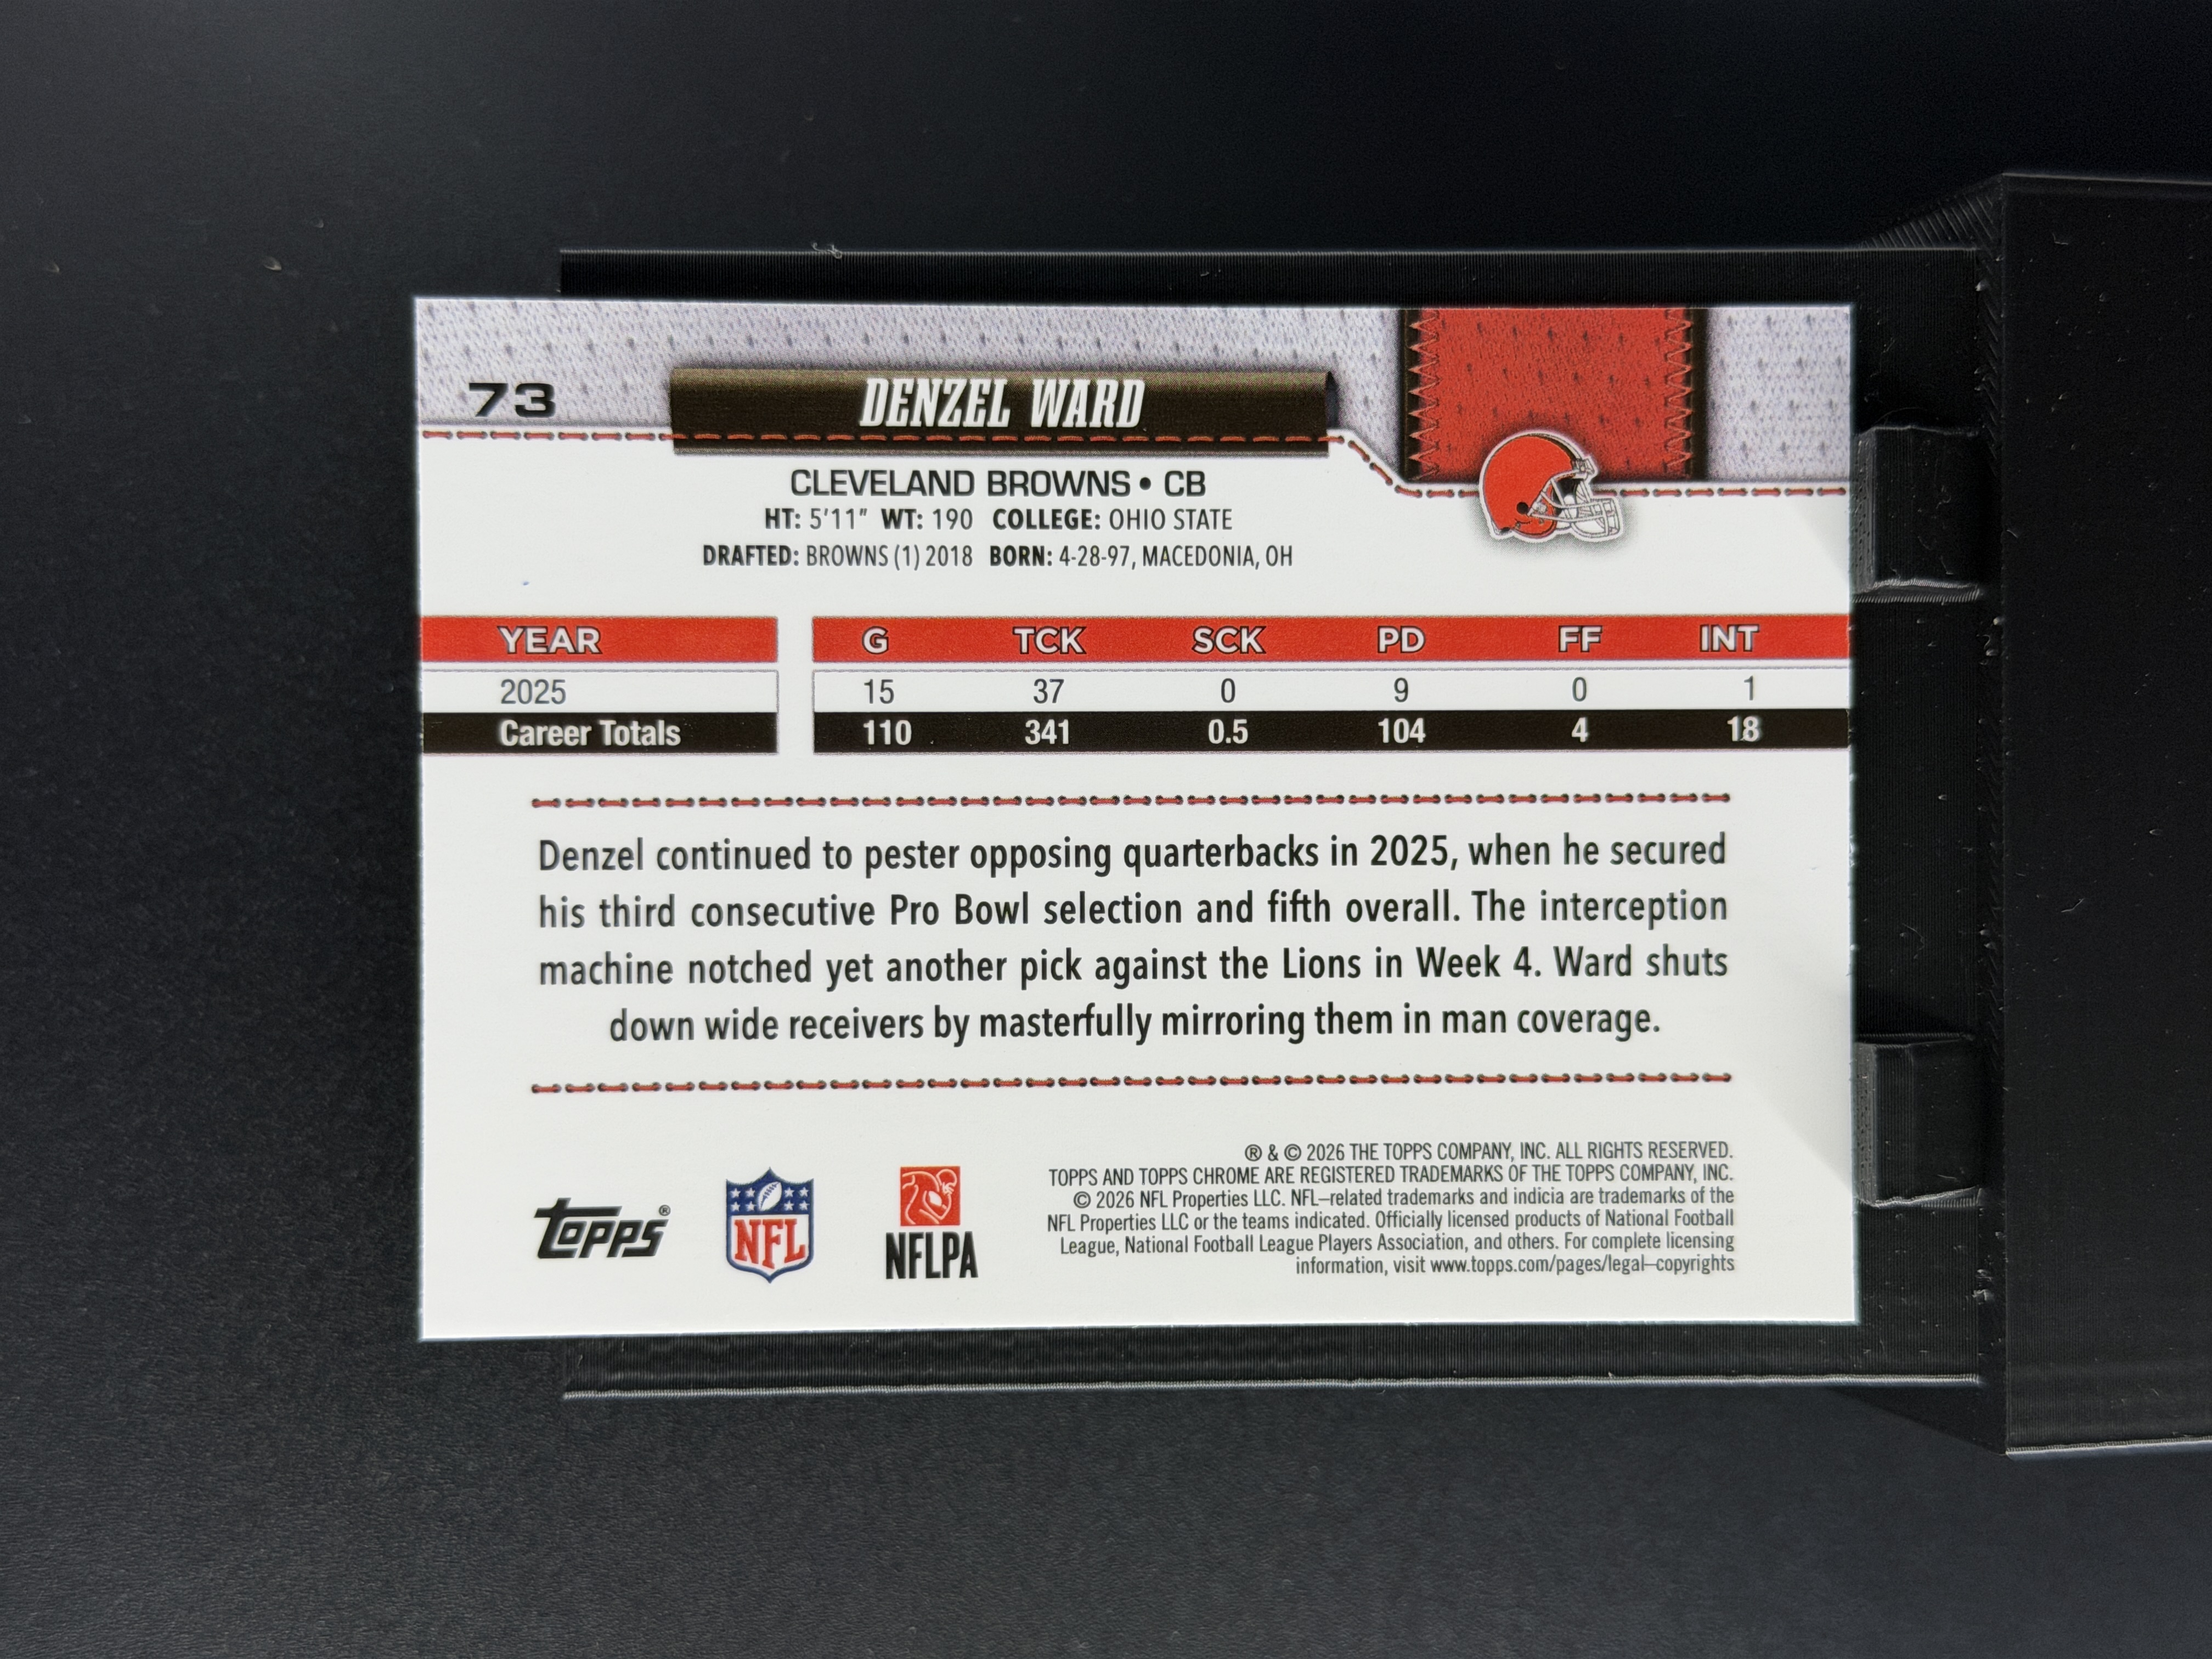 73
DENZEL WARD
CLEVELAND BROWNS • CB
HT: 5'11" WT: 190 COLLEGE: OHIO STATE
DRAFTED: BROWNS (1) 2018 BORN: 4-28-97, MACEDONIA, OH
YEAR G TCK SCK PD FF INT
2025 15 37 0 9 0 1
Career Totals 110 341 0.5 104 4 18
Denzel continued to pester opposing quarterbacks in 2025, when he secured
his third consecutive Pro Bowl selection and fifth overall. The interception
machine notched yet another pick against the Lions in Week 4. Ward shuts
down wide receivers by masterfully mirroring them in man coverage.
topps®
NFL
NFLPA
® & © 2026 THE TOPPS COMPANY, INC. ALL RIGHTS RESERVED.
TOPPS AND TOPPS CHROME ARE REGISTERED TRADEMARKS OF THE TOPPS COMPANY, INC.
© 2026 NFL Properties LLC. NFL-related trademarks and indicia are trademarks of the
NFL Properties LLC or the teams indicated. Officially licensed products of National Football
League, National Football League Players Association, and others. For complete licensing
information, visit www.topps.com/pages/legal-copyrights